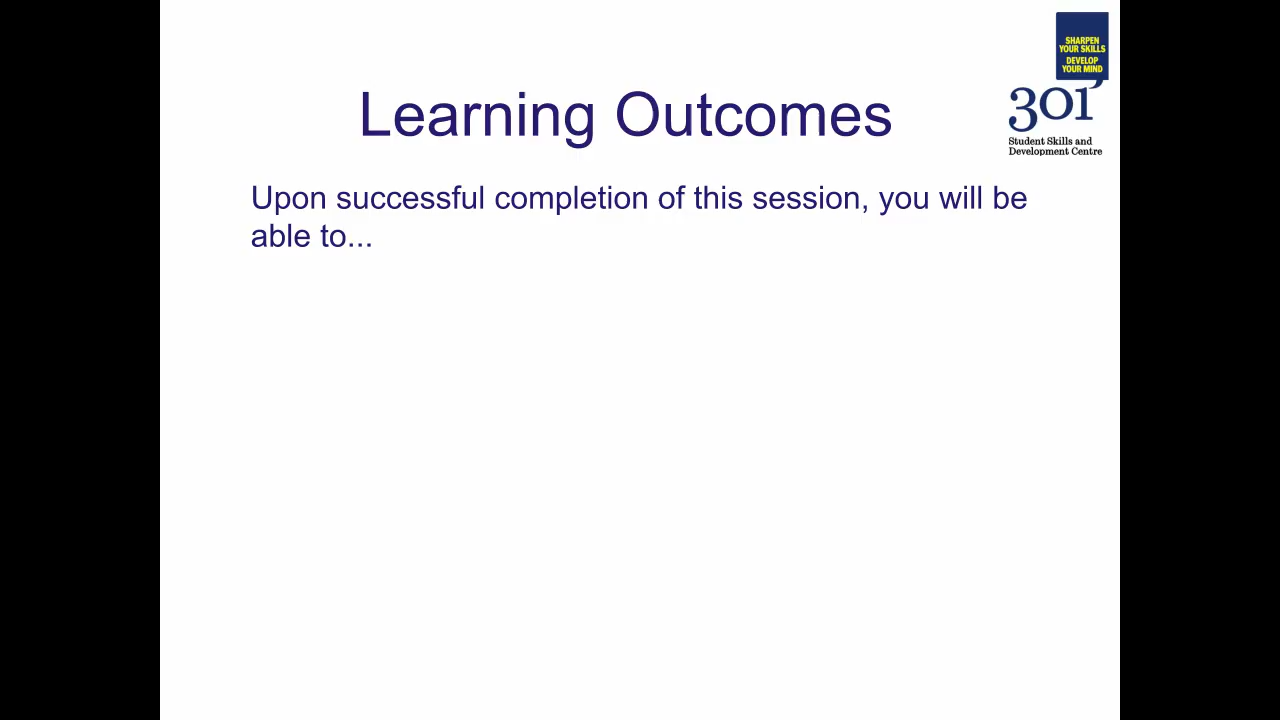 SHARPEN
YOUR SKILLS
DEVELOP
YOUR MIND
301
Student Skills and
Development Centre
Learning Outcomes
Upon successful completion of this session, you will be
able to...